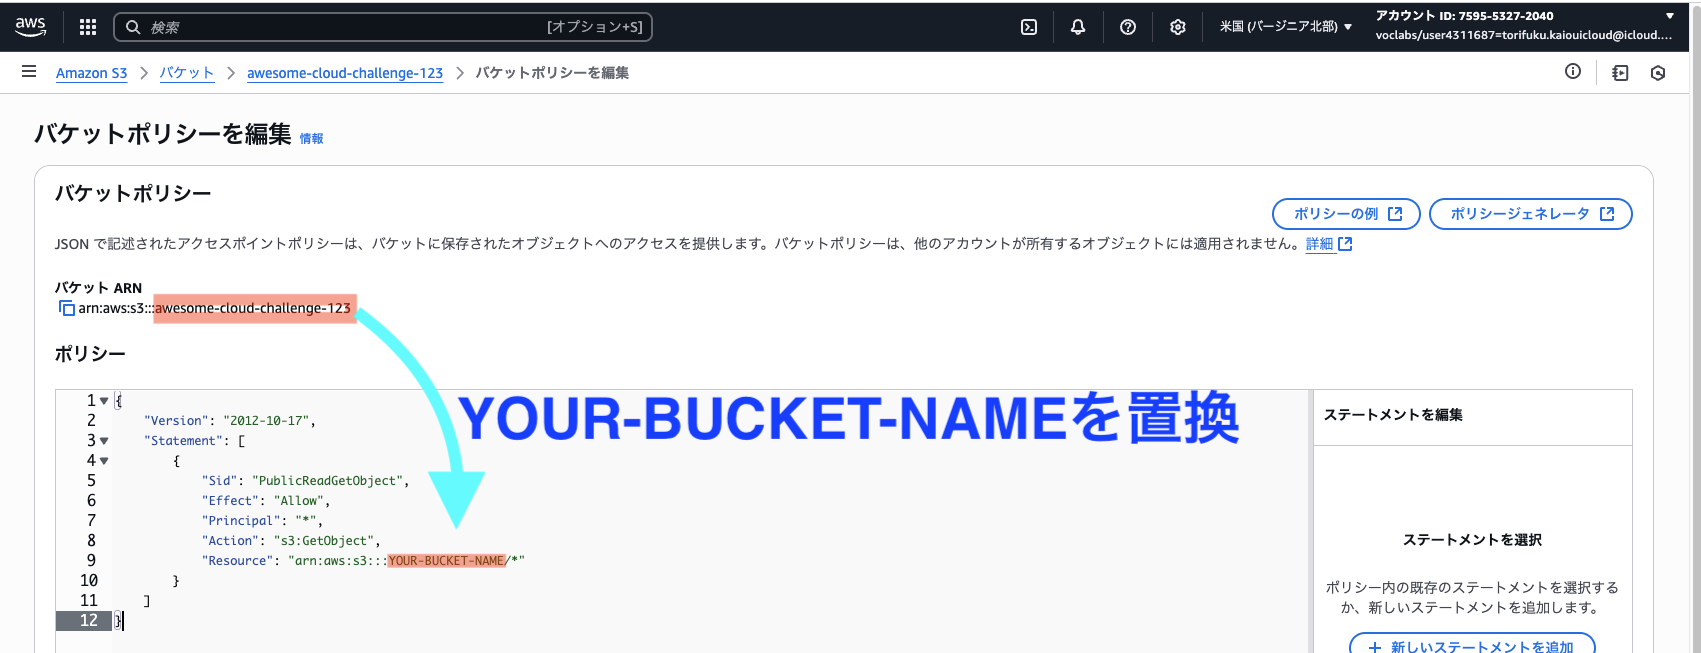 aws
検索
[オプション+S]
米国 (バージニア北部) ▼
アカウント ID: 7595-5327-2040
voclabs/user4311687=torifuku.kaiouicloud@icloud....
Amazon S3 > バケット > awesome-cloud-challenge-123 > バケットポリシーを編集
バケットポリシーを編集 情報
バケットポリシー
ポリシーの例
ポリシージェネレータ
JSON で記述されたアクセスポイントポリシーは、バケットに保存されたオブジェクトへのアクセスを提供します。バケットポリシーは、他のアカウントが所有するオブジェクトには適用されません。詳細
バケット ARN
arn:aws:s3:::awesome-cloud-challenge-123
ポリシー
YOUR-BUCKET-NAMEを置換
1 {
2 "Version": "2012-10-17",
3 "Statement": [
4 {
5 "Sid": "PublicReadGetObject",
6 "Effect": "Allow",
7 "Principal": "*",
8 "Action": "s3:GetObject",
9 "Resource": "arn:aws:s3:::YOUR-BUCKET-NAME/*"
10 }
11 ]
12 }
ステートメントを編集
ステートメントを選択
ポリシー内の既存のステートメントを選択する
か、新しいステートメントを追加します。
+ 新しいステートメントを追加